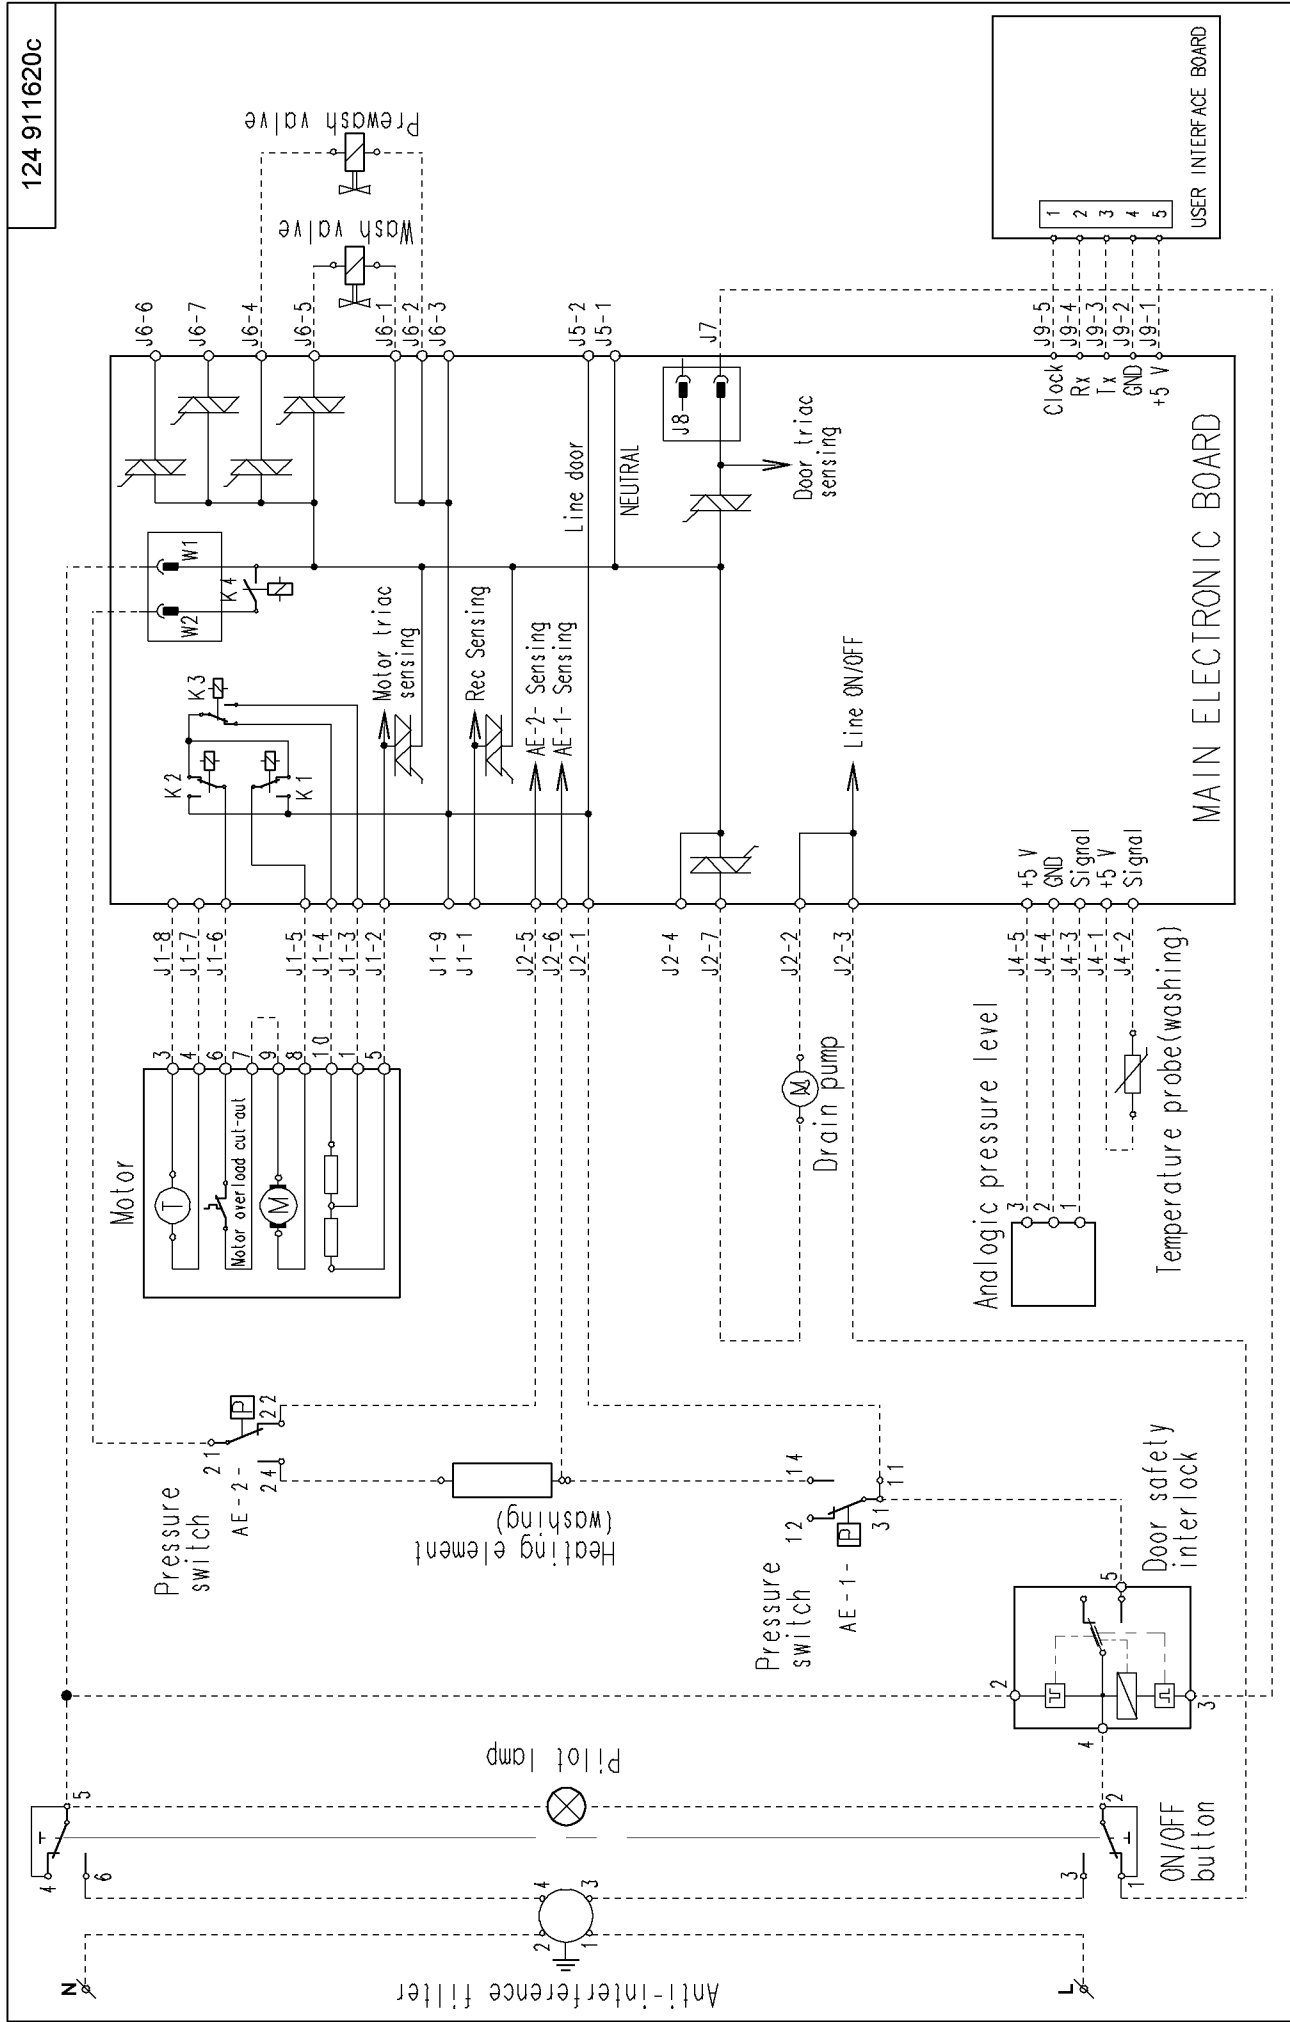 124 911620c
Prewash valve
Wash valve
J6-6
J6-7
J6-4
J6-5
J6-1
J6-2
J6-3
J5-2
J5-1
J7
J9-5
J9-4
J9-3
J9-2
J9-1
1
2
3
4
5
USER INTERFACE BOARD
Clock
Rx
Tx
GND
+5 V
J8
Door triac
sensing
Line door
NEUTRAL
W1
W2
K4
K3
K2
K1
Motor triac
sensing
Rec Sensing
AE-2- Sensing
AE-1- Sensing
Line ON/OFF
MAIN ELECTRONIC BOARD
+5 V
GND
Signal
+5 V
Signal
J1-8
J1-7
J1-6
J1-5
J1-4
J1-3
J1-2
J1-9
J1-1
J2-5
J2-6
J2-1
J2-4
J2-7
J2-2
J2-3
J4-5
J4-4
J4-3
J4-1
J4-2
Motor
3
4
6
7
9
8
10
1
5
T
Motor overload cut-out
M
M
Drain pump
Analogic pressure level
3
2
1
Temperature probe(washing)
Pressure
switch
AE-2-
21
22
24
P
Heating element
(washing)
Pressure
switch
AE-1-
14
12
11
31
P
Door safety
interlock
2
5
4
3
Pilot lamp
5
4
6
2
3
1
ON/OFF
button
4
3
2
1
N
L
Anti-interference filter